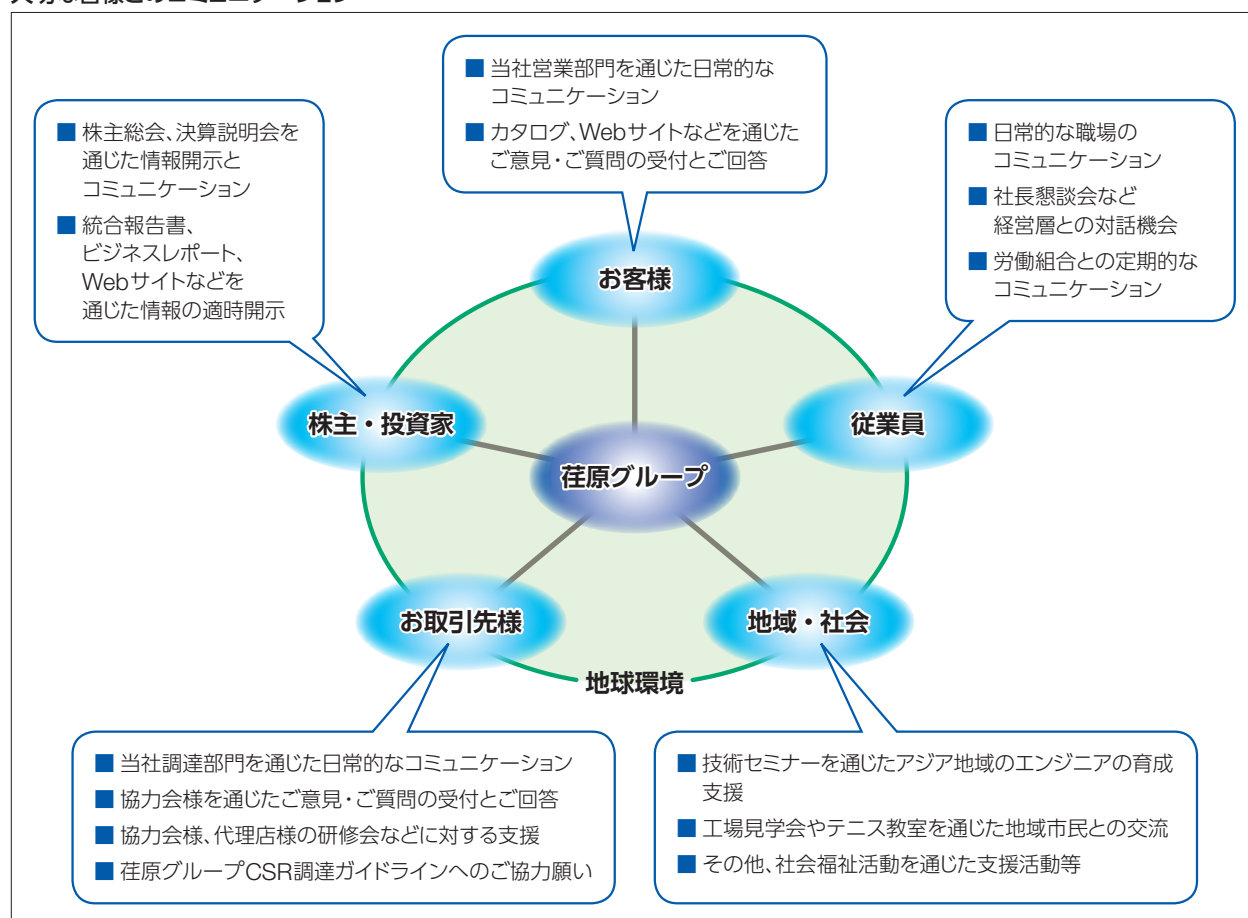 ■ 当社営業部門を通じた日常的な
コミュニケーション
■ カタログ、Webサイトなどを通じた
ご意見・ご質問の受付とご回答
■ 株主総会、決算説明会を
通じた情報開示と
コミュニケーション
■ 統合報告書、
ビジネスレポート、
Webサイトなどを
通じた情報の適時開示
■ 日常的な職場の
コミュニケーション
■ 社長懇談会など
経営層との対話機会
■ 労働組合との定期的な
コミュニケーション
お客様
株主・投資家
従業員
荏原グループ
お取引先様
地域・社会
地球環境
■ 当社調達部門を通じた日常的なコミュニケーション
■ 協力会様を通じたご意見・ご質問の受付とご回答
■ 協力会様、代理店様の研修会などに対する支援
■ 荏原グループCSR調達ガイドラインへのご協力願い
■ 技術セミナーを通じたアジア地域のエンジニアの育成
支援
■ 工場見学会やテニス教室を通じた地域市民との交流
■ その他、社会福祉活動を通じた支援活動等